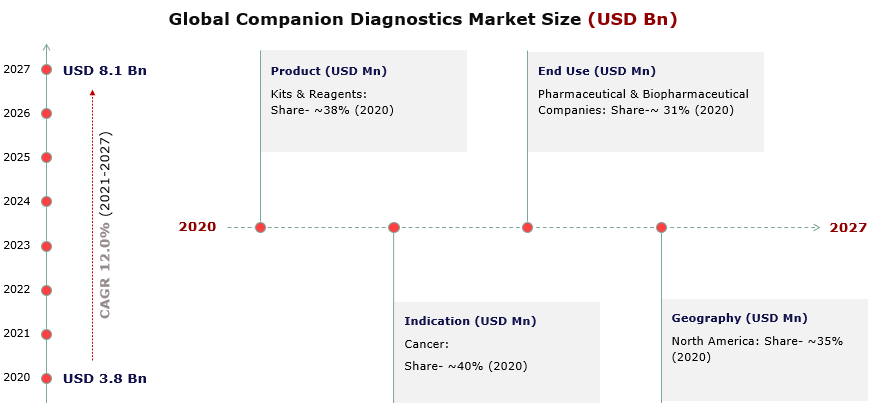 Global Companion Diagnostics Market Size (USD Bn)
2027
USD 8.1 Bn
2026
2025
2024
2023
2022
2021
2020
USD 3.8 Bn
CAGR 12.0% (2021-2027)
Product (USD Mn)
Kits & Reagents:
Share- ~38% (2020)
End Use (USD Mn)
Pharmaceutical & Biopharmaceutical
Companies: Share-~ 31% (2020)
2020
2027
Indication (USD Mn)
Cancer:
Share- ~40% (2020)
Geography (USD Mn)
North America: Share- ~35%
(2020)